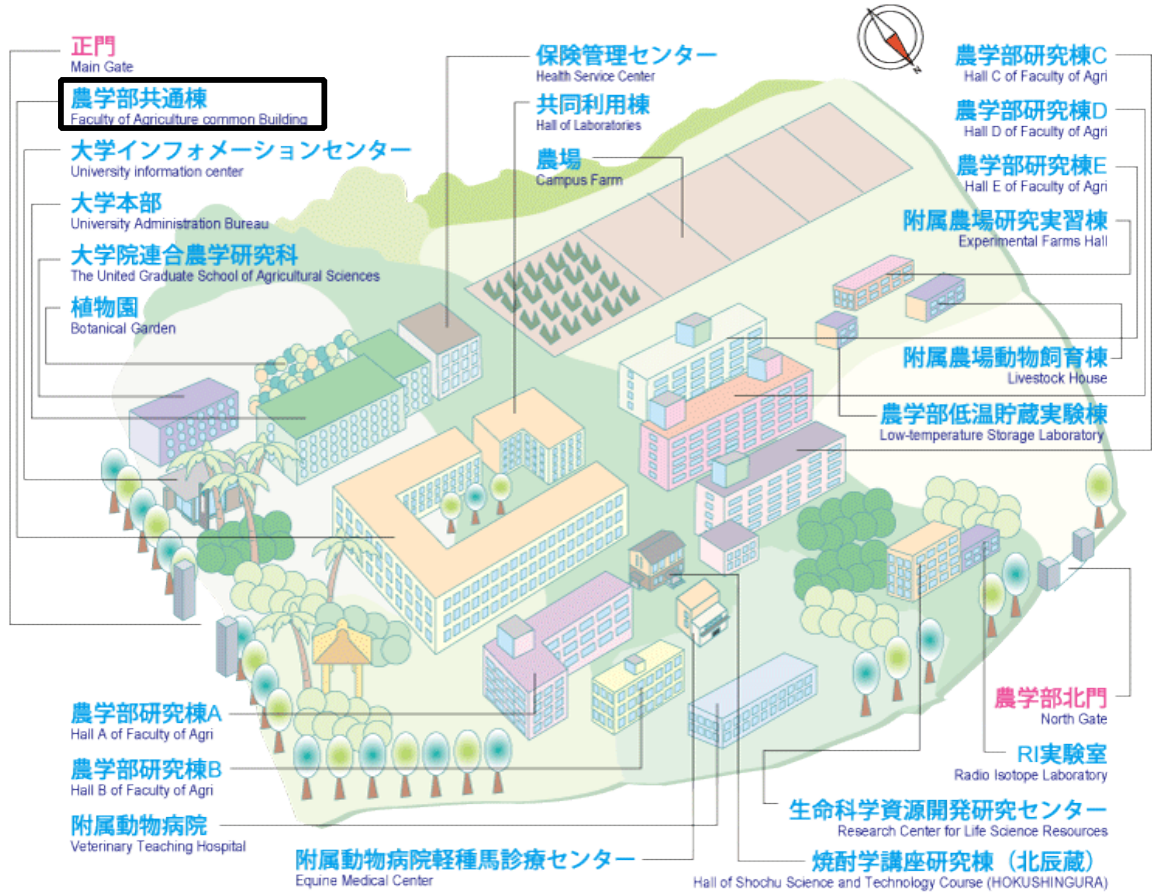 正門
Main Gate
農学部共通棟
Faculty of Agriculture common Building
大学インフォメーションセンター
University information center
大学本部
University Administration Bureau
大学院連合農学研究科
The United Graduate School of Agricultural Sciences
植物園
Botanical Garden
保険管理センター
Health Service Center
共同利用棟
Hall of Laboratories
農場
Campus Farm
N
農学部研究棟C
Hall C of Faculty of Agri
農学部研究棟D
Hall D of Faculty of Agri
農学部研究棟E
Hall E of Faculty of Agri
附属農場研究実習棟
Experimental Farms Hall
附属農場動物飼育棟
Livestock House
農学部低温貯蔵実験棟
Low-temperature Storage Laboratory
農学部研究棟A
Hall A of Faculty of Agri
農学部研究棟B
Hall B of Faculty of Agri
附属動物病院
Veterinary Teaching Hospital
附属動物病院軽種馬診療センター
Equine Medical Center
農学部北門
North Gate
RI実験室
Radio Isotope Laboratory
生命科学資源開発研究センター
Research Center for Life Science Resources
焼酎学講座研究棟（北辰蔵）
Hall of Shochu Science and Technology Course (HOKUSHINGURA)